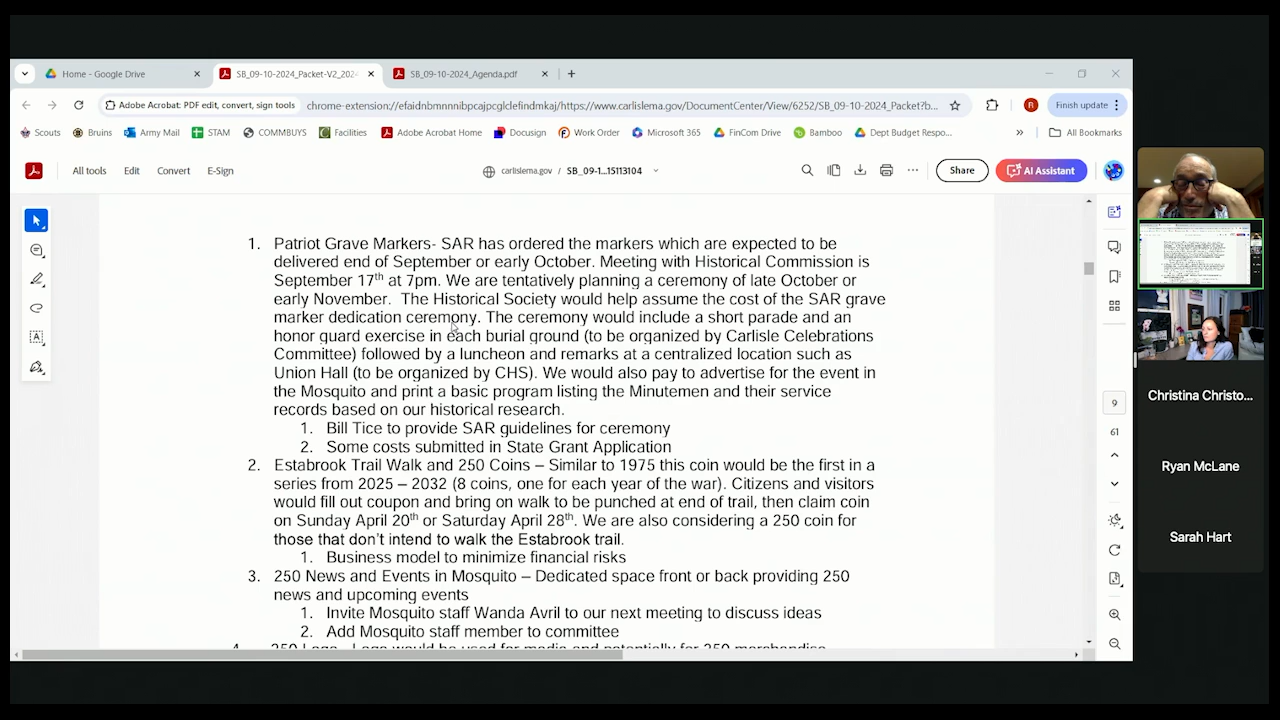 Home - Google Drive
SB_09-10-2024_Packet-V2_202
SB_09-10-2024_Agenda.pdf
Adobe Acrobat: PDF edit, convert, sign tools
chrome-extension://efaidnbmnnnibpcajpcglclefindmkaj/https://www.carlislema.gov/DocumentCenter/View/6252/SB_09-10-2024_Packet?b...
R
Finish update
Scouts
Bruins
Army Mail
STAM
COMMBUYS
Facilities
Adobe Acrobat Home
Docusign
Work Order
Microsoft 365
FinCom Drive
Bamboo
Dept Budget Respo...
»
All Bookmarks
All tools
Edit
Convert
E-Sign
carlislema.gov / SB_09-1...15113104
Share
AI Assistant
1. Patriot Grave Markers- SAR has ordered the markers which are expected to be
delivered end of September or early October. Meeting with Historical Commission is
September 17th at 7pm. We are tentatively planning a ceremony of late October or
early November. The Historical Society would help assume the cost of the SAR grave
marker dedication ceremony. The ceremony would include a short parade and an
honor guard exercise in each burial ground (to be organized by Carlisle Celebrations
Committee) followed by a luncheon and remarks at a centralized location such as
Union Hall (to be organized by CHS). We would also pay to advertise for the event in
the Mosquito and print a basic program listing the Minutemen and their service
records based on our historical research.
1. Bill Tice to provide SAR guidelines for ceremony
2. Some costs submitted in State Grant Application
2. Estabrook Trail Walk and 250 Coins – Similar to 1975 this coin would be the first in a
series from 2025 – 2032 (8 coins, one for each year of the war). Citizens and visitors
would fill out coupon and bring on walk to be punched at end of trail, then claim coin
on Sunday April 20th or Saturday April 28th. We are also considering a 250 coin for
those that don't intend to walk the Estabrook trail.
1. Business model to minimize financial risks
3. 250 News and Events in Mosquito – Dedicated space front or back providing 250
news and upcoming events
1. Invite Mosquito staff Wanda Avril to our next meeting to discuss ideas
2. Add Mosquito staff member to committee
4. 250 Logo - Logo would be used for media and potentially for 250 merchandise
9
61
Christina Christo...
Ryan McLane
Sarah Hart